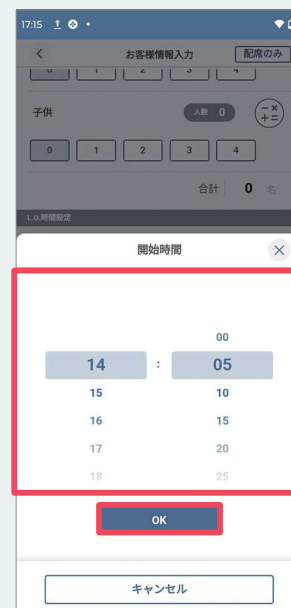 17:15
お客様情報入力 配席のみ
0 1 2 3 4
子供 人数 0
0 1 2 3 4
合計 0 名
L.O.時間設定
開始時間
00
14 : 05
15 10
16 15
17 20
18 25
OK
キャンセル